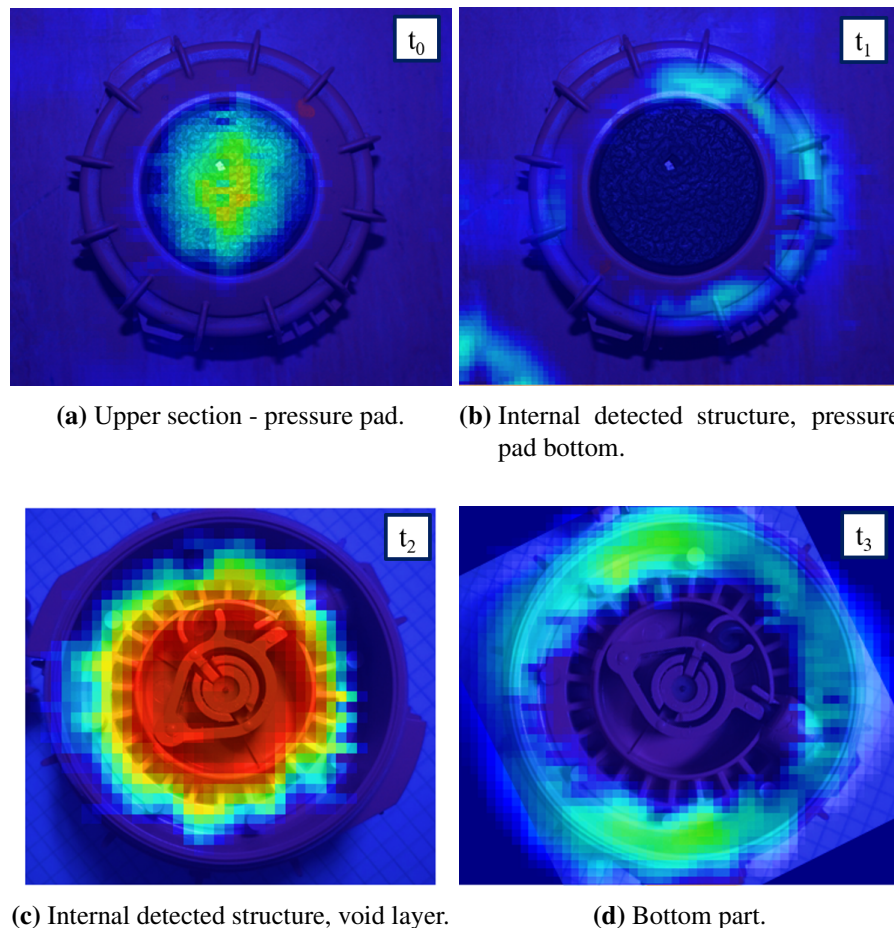 t0
t1
(a) Upper section - pressure pad.
(b) Internal detected structure, pressure
pad bottom.
t2
t3
(c) Internal detected structure, void layer.
(d) Bottom part.